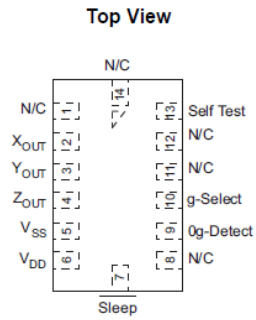 Top View
N/C
14
N/C 1 13 Self Test
XOUT 2 12 N/C
YOUT 3 11 N/C
ZOUT 4 10 g-Select
VSS 5 9 0g-Detect
VDD 6 8 N/C
7
Sleep